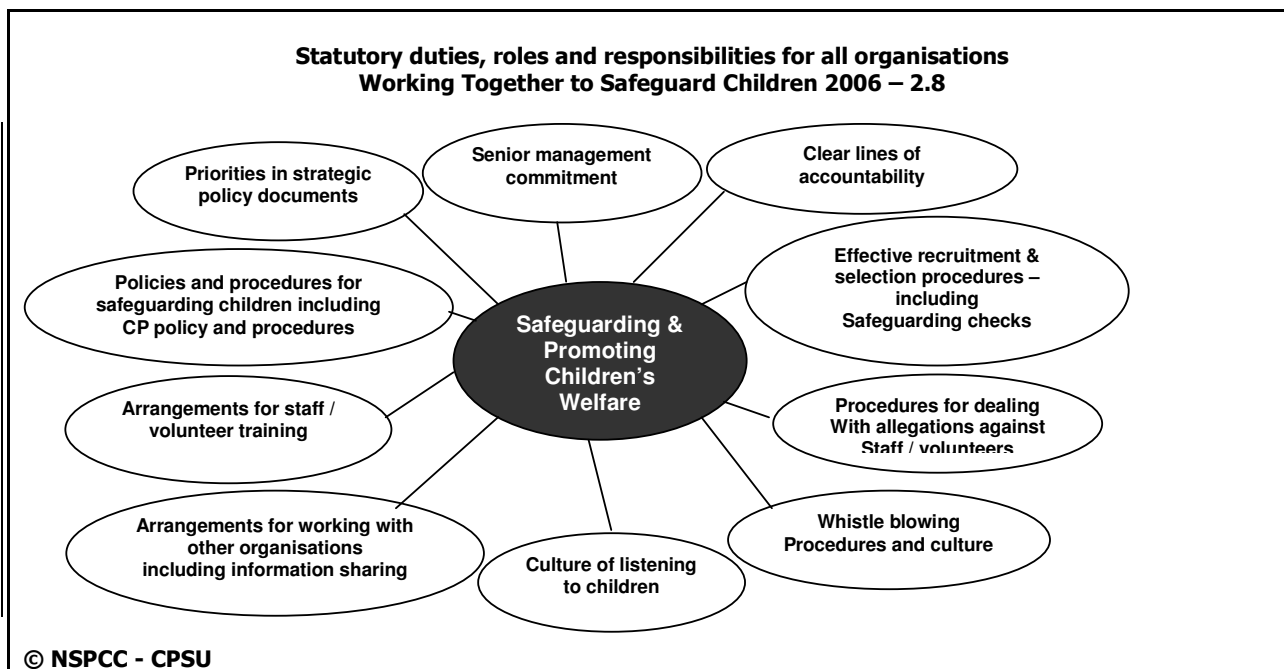 Statutory duties, roles and responsibilities for all organisations
Working Together to Safeguard Children 2006 – 2.8
Senior management
commitment
Clear lines of
accountability
Priorities in strategic
policy documents
Effective recruitment &
selection procedures –
including
Safeguarding checks
Policies and procedures for
safeguarding children including
CP policy and procedures
Safeguarding &
Promoting
Children’s
Welfare
Arrangements for staff /
volunteer training
Procedures for dealing
With allegations against
Staff / volunteers
Arrangements for working with
other organisations
including information sharing
Culture of listening
to children
Whistle blowing
Procedures and culture
© NSPCC - CPSU